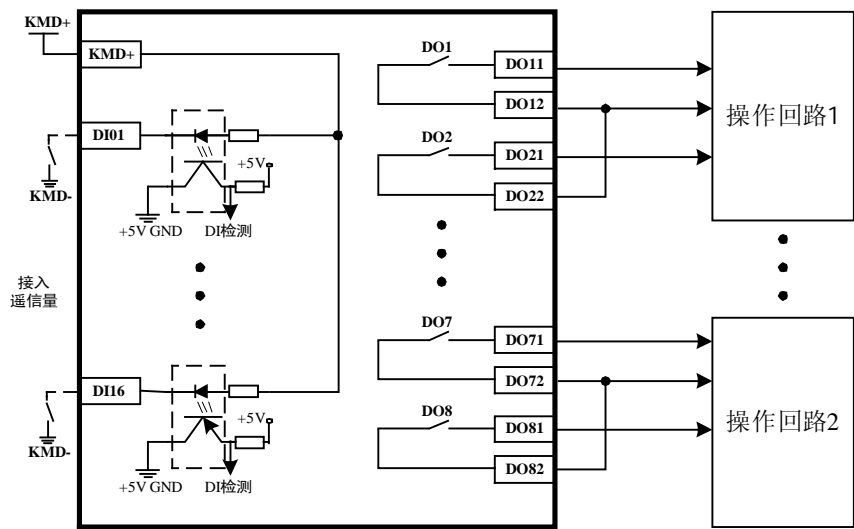 KMD+
KMD+
DI01
+5V
KMD-
+5V GND
DI检测
接入
遥信量
DI16
+5V
KMD-
+5V GND
DI检测
DO1
DO11
DO12
DO2
DO21
DO22
DO7
DO71
DO72
DO8
DO81
DO82
操作回路1
操作回路2